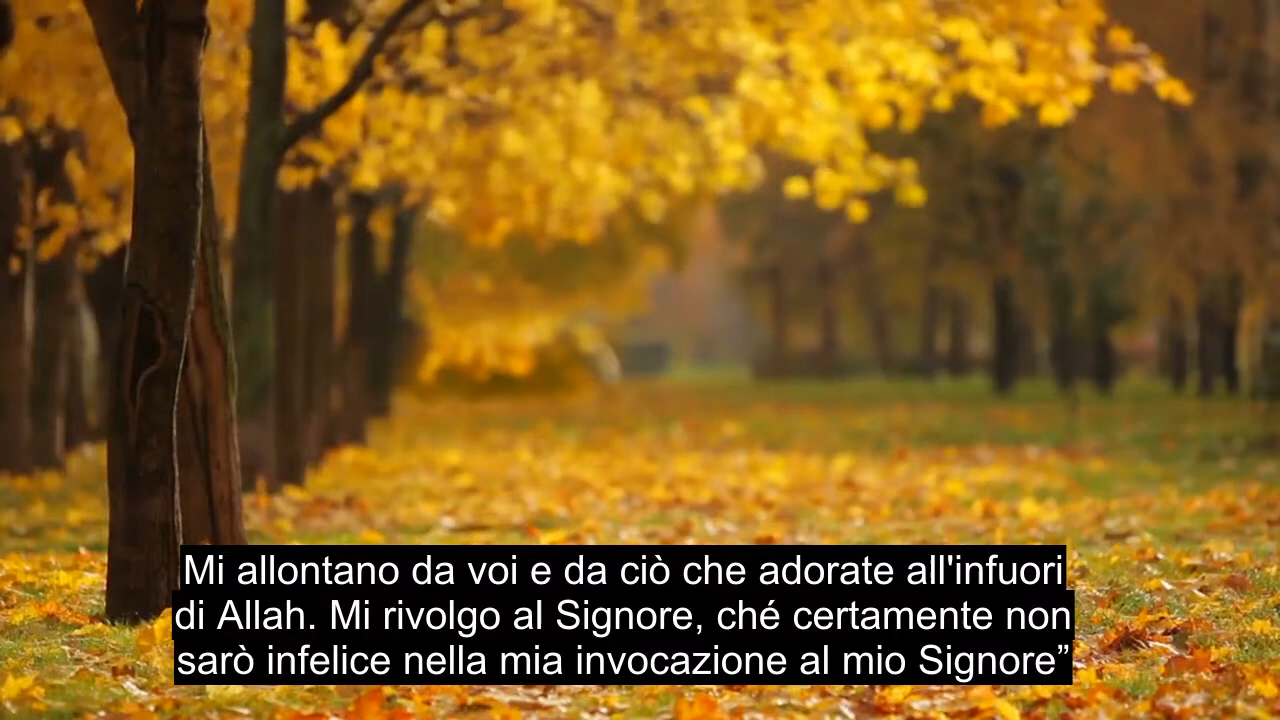 Mi allontano da voi e da ciò che adorate all'infuori
di Allah. Mi rivolgo al Signore, ché certamente non
sarò infelice nella mia invocazione al mio Signore”